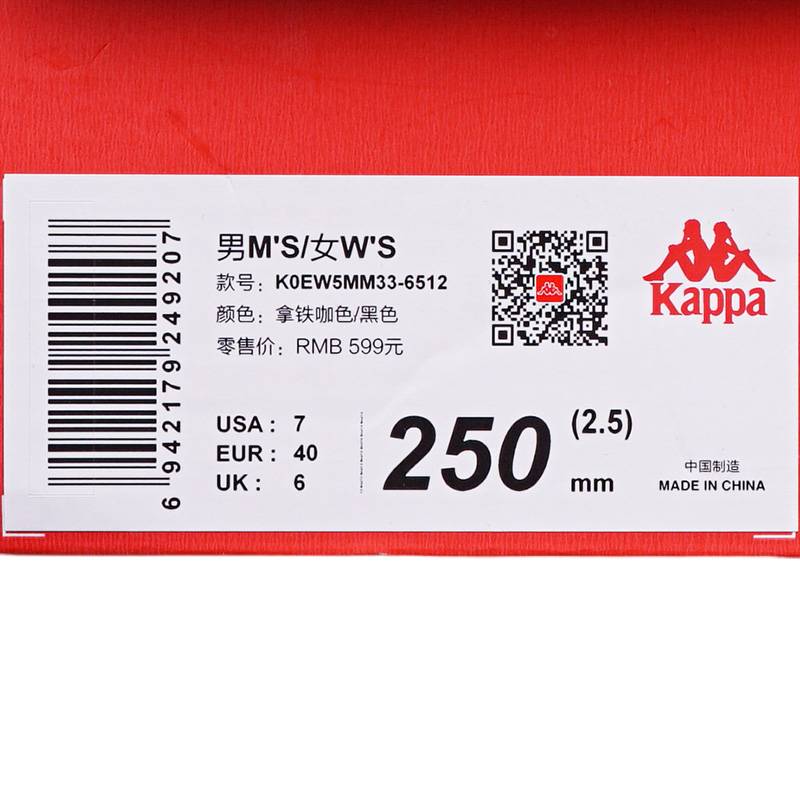 6942179249207
男M'S/女W'S
款号: K0EW5MM33-6512
颜色: 拿铁咖色/黑色
零售价: RMB 599元
Kappa
USA : 7
EUR : 40
UK : 6
250
(2.5)
mm
中国制造
MADE IN CHINA